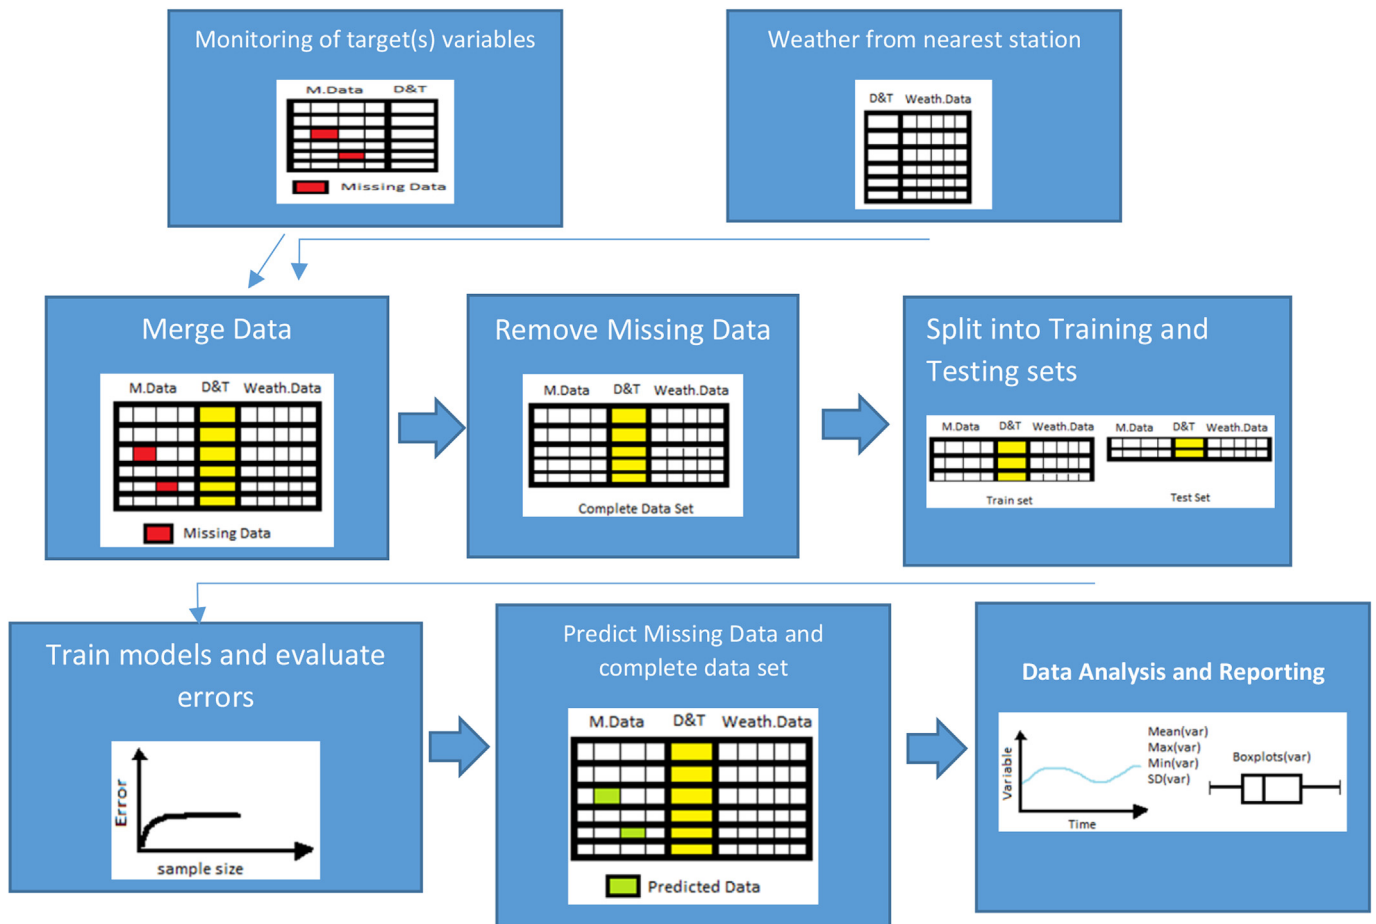 Monitoring of target(s) variables
M.Data D&T
Missing Data
Weather from nearest station
D&T Weath.Data
Merge Data
M.Data D&T Weath.Data
Missing Data
Remove Missing Data
M.Data D&T Weath.Data
Complete Data Set
Split into Training and
Testing sets
M.Data D&T Weath.Data
Train set
M.Data D&T Weath.Data
Test Set
Train models and evaluate
errors
Error
sample size
Predict Missing Data and
complete data set
M.Data D&T Weath.Data
Predicted Data
Data Analysis and Reporting
Variable
Time
Mean(var)
Max(var)
Min(var)
SD(var)
Boxplots(var)